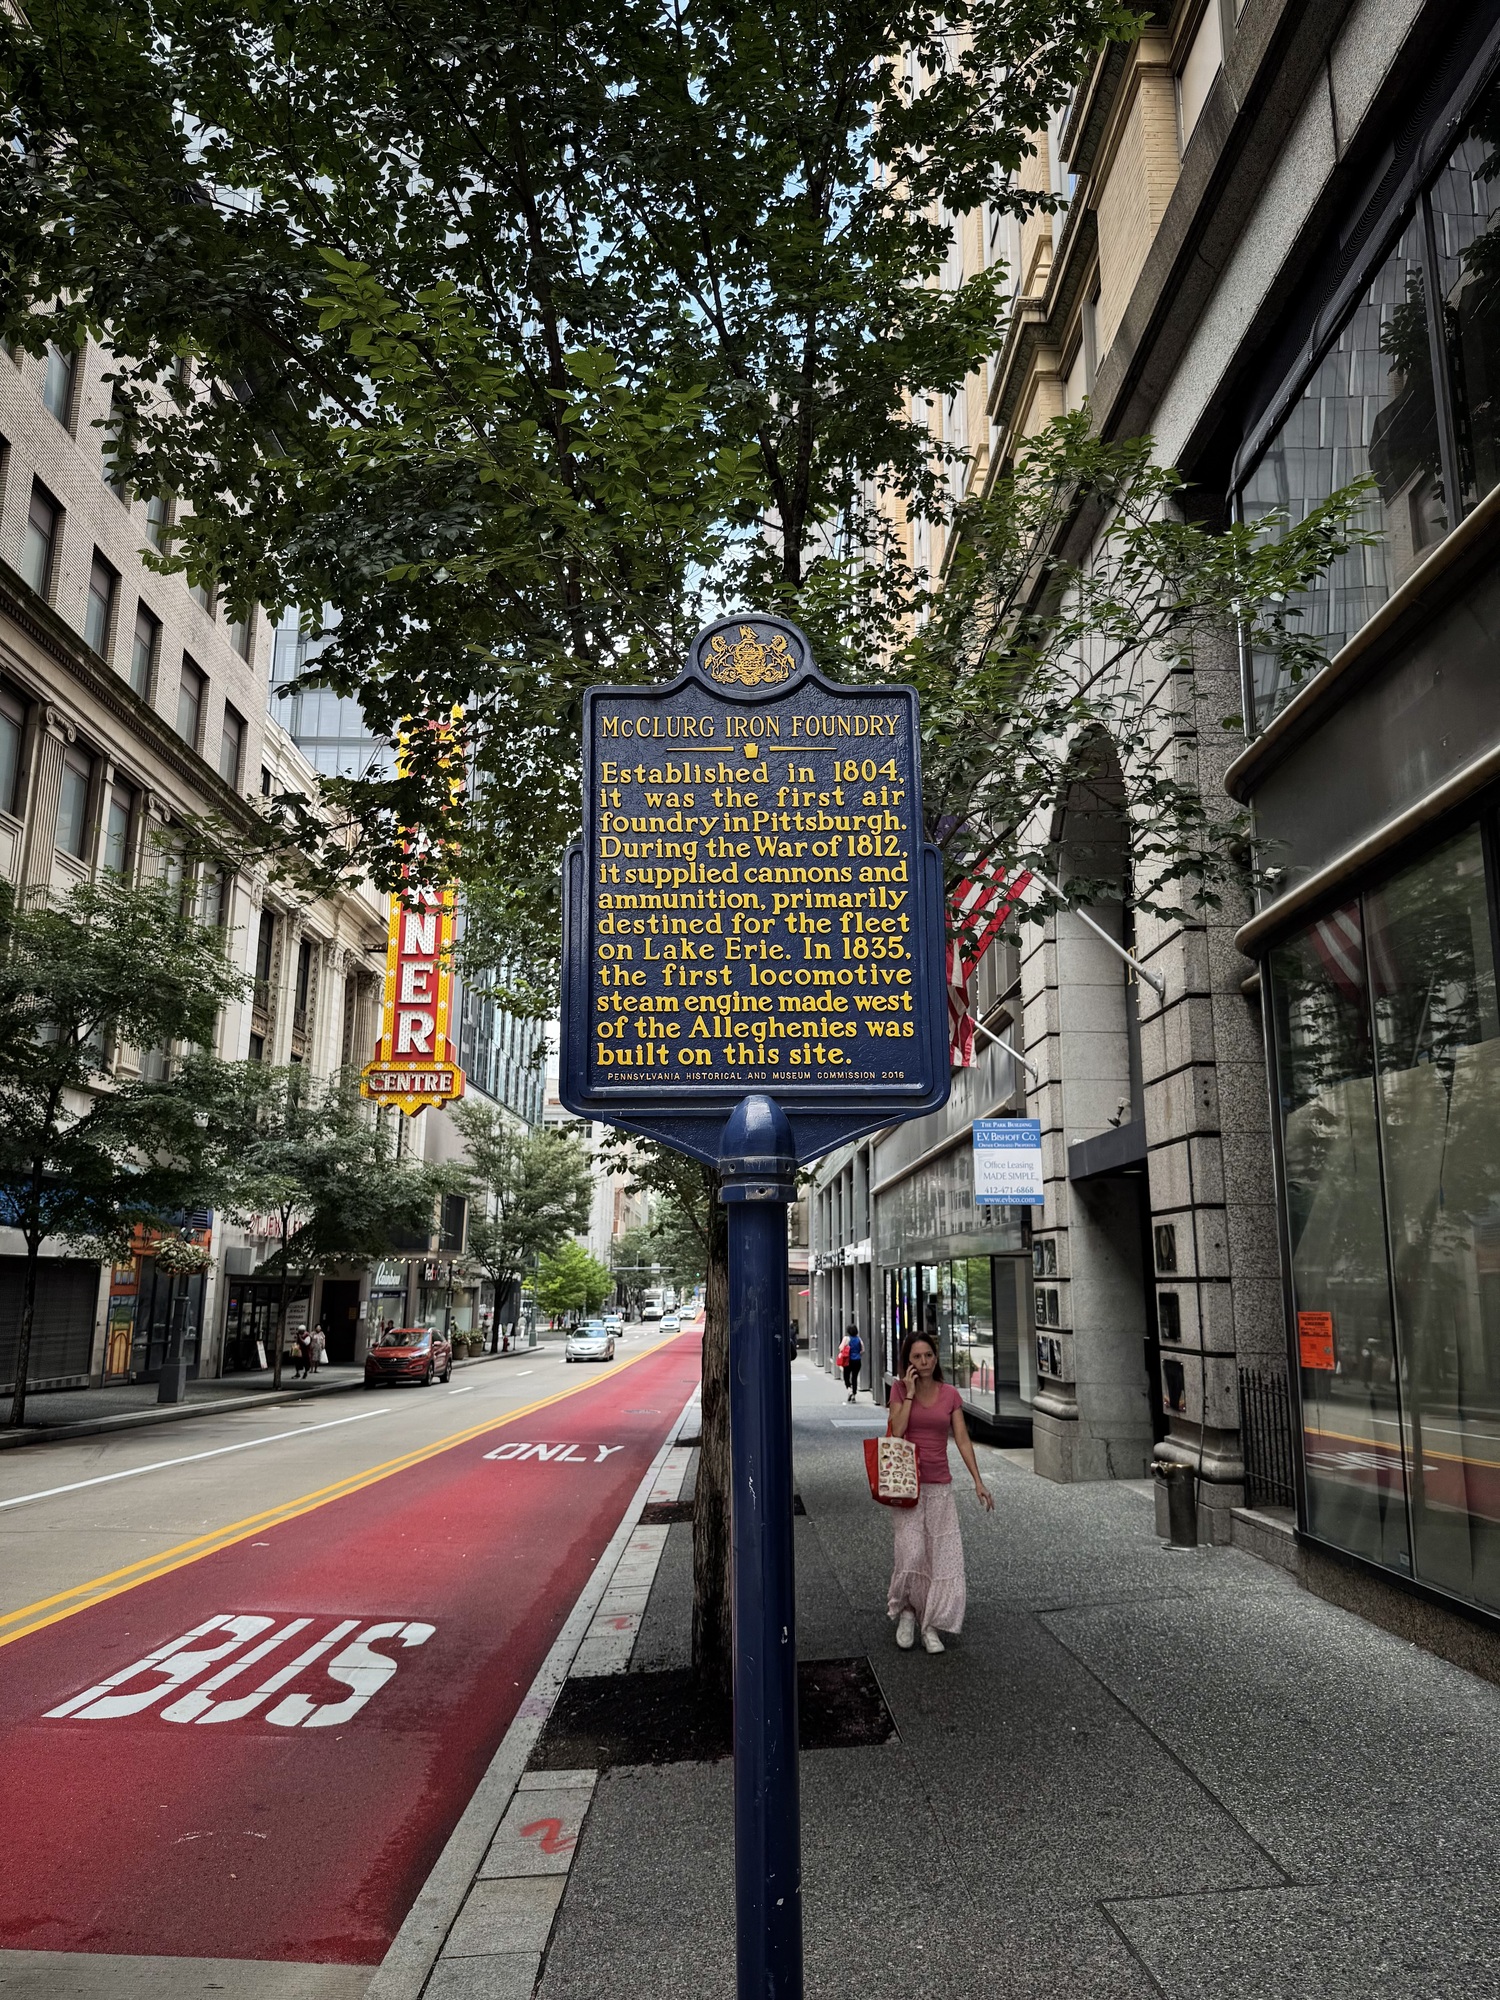 McCLURG IRON FOUNDRY
Established in 1804,
it was the first air
foundry in Pittsburgh.
During the War of 1812,
it supplied cannons and
ammunition, primarily
destined for the fleet
on Lake Erie. In 1835,
the first locomotive
steam engine made west
of the Alleghenies was
built on this site.
PENNSYLVANIA HISTORICAL AND MUSEUM COMMISSION 2016
NER
CENTRE
THE PARK BUILDING
E.V. BISHOFF CO.
Office Leasing
MADE SIMPLE
412-471-6868
www.evbco.com
Rainbow
ONLY
BUS